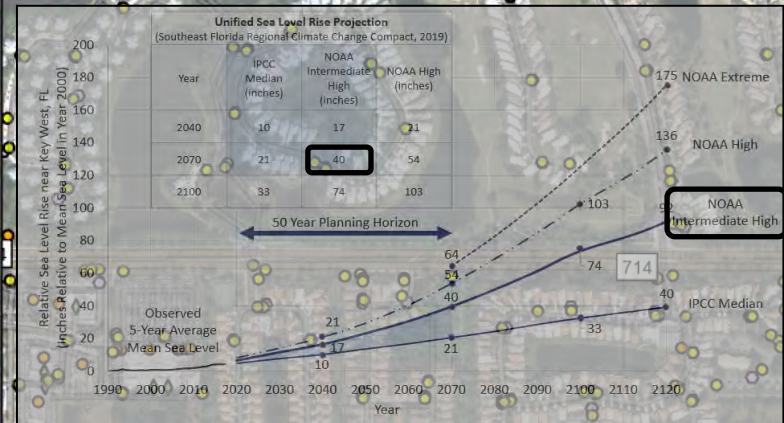 Unified Sea Level Rise Projection
(Southeast Florida Regional Climate Change Compact, 2019)
Year
IPCC
Median
(inches)
NOAA
Intermediate
High
(inches)
NOAA High
(inches)
2040 10 17 21
2070 21 40 54
2100 33 74 103
Relative Sea Level Rise near Key West, FL
(Inches Relative to Mean Sea Level in Year 2000)
200
180
160
140
120
100
80
60
40
20
0
175 NOAA Extreme
136
NOAA High
103
NOAA
Intermediate High
92
50 Year Planning Horizon
64
54
40
74
714
40
IPCC Median
33
21
Observed
5-Year Average
Mean Sea Level
21
17
10
1990 2000 2010 2020 2030 2040 2050 2060 2070 2080 2090 2100 2110 2120
Year